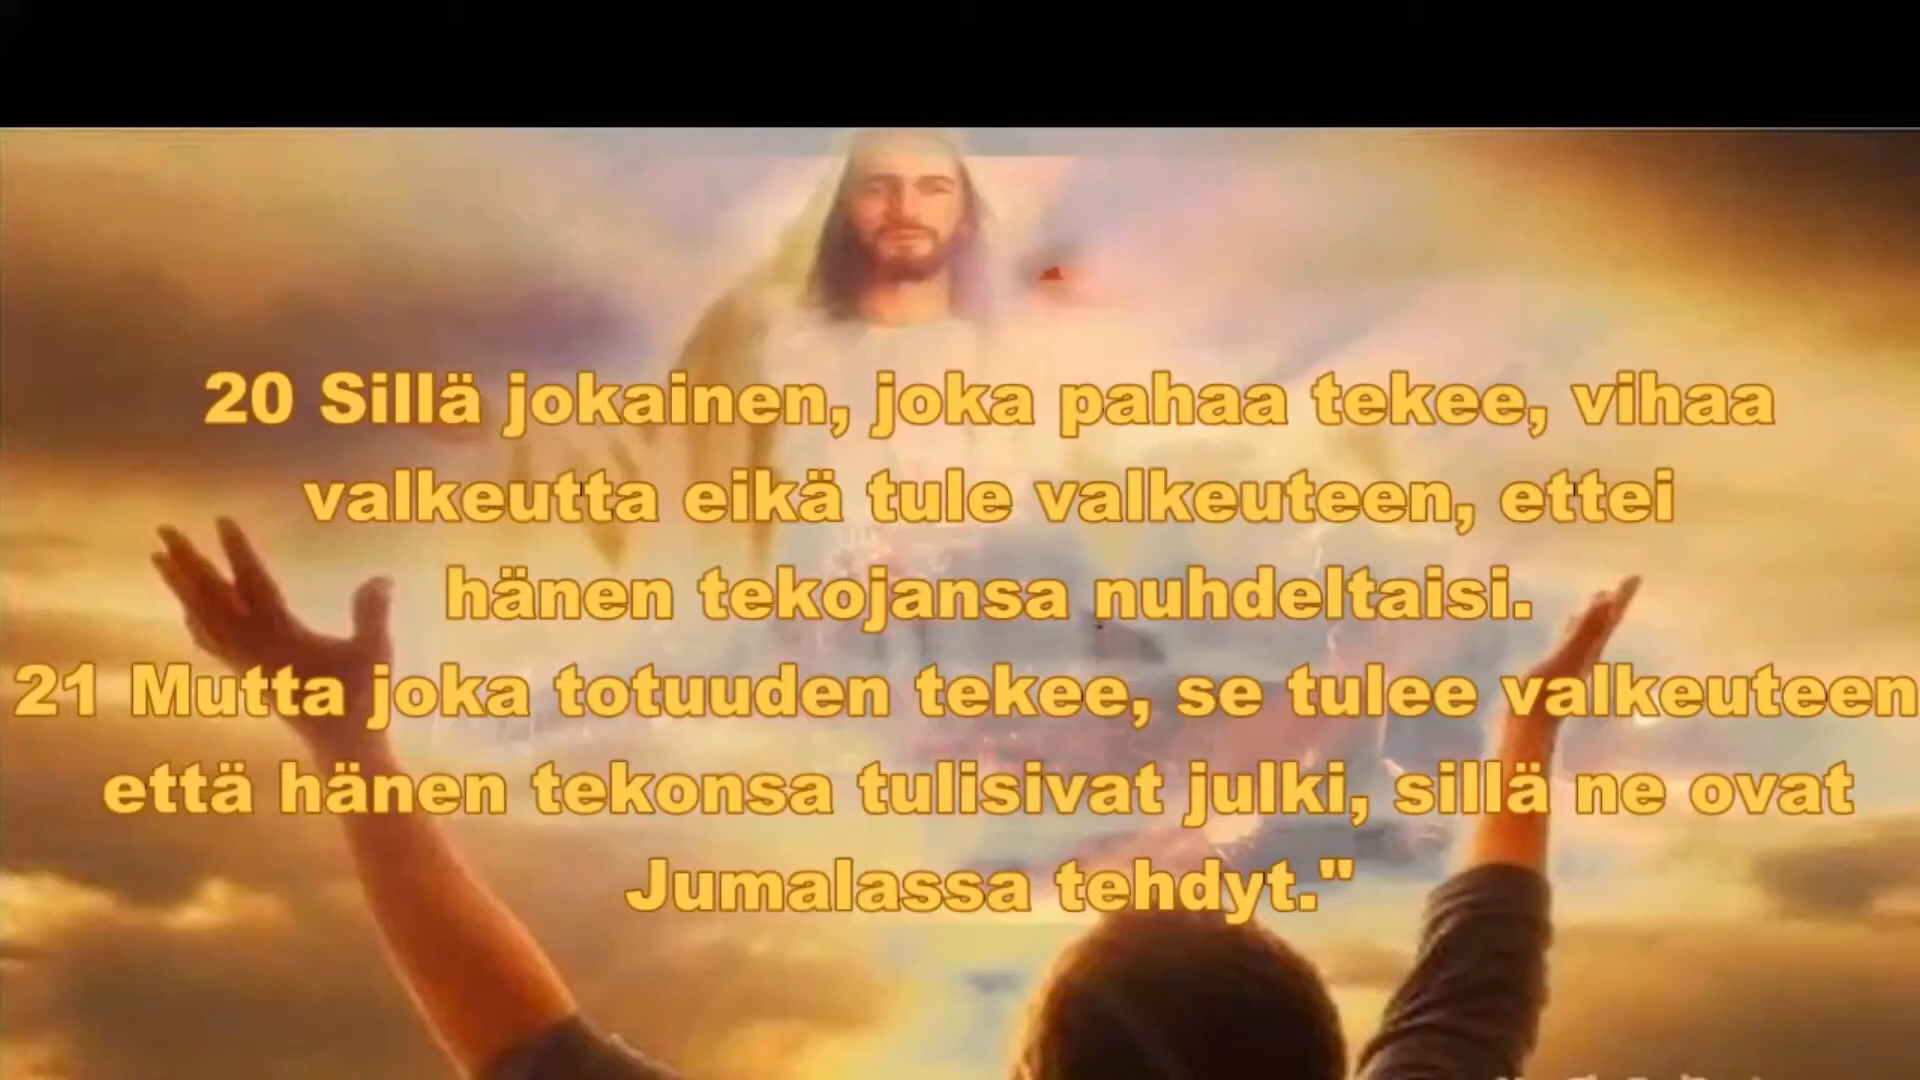 20 Sillä jokainen, joka pahaa tekee, vihaa
valkeutta eikä tule valkeuteen, ettei
hänen tekojansa nuhdeltaisi.
21 Mutta joka totuuden tekee, se tulee valkeuteen
että hänen tekonsa tulisivat julki, sillä ne ovat
Jumalassa tehdyt."